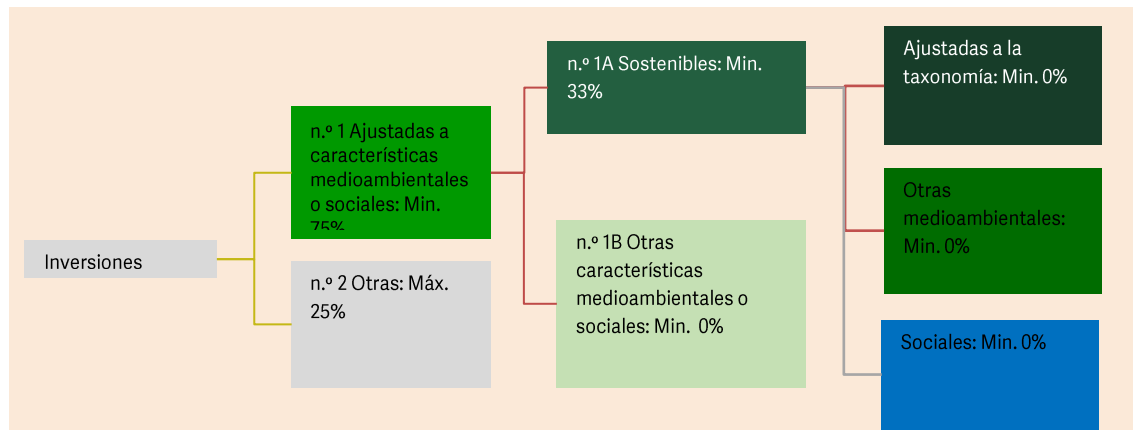 Inversiones
n.º 1 Ajustadas a
características
medioambientales
o sociales: Min.
75%
n.º 2 Otras: Máx.
25%
n.º 1A Sostenibles: Min.
33%
n.º 1B Otras
características
medioambientales o
sociales: Min. 0%
Ajustadas a la
taxonomía: Min. 0%
Otras
medioambientales:
Min. 0%
Sociales: Min. 0%